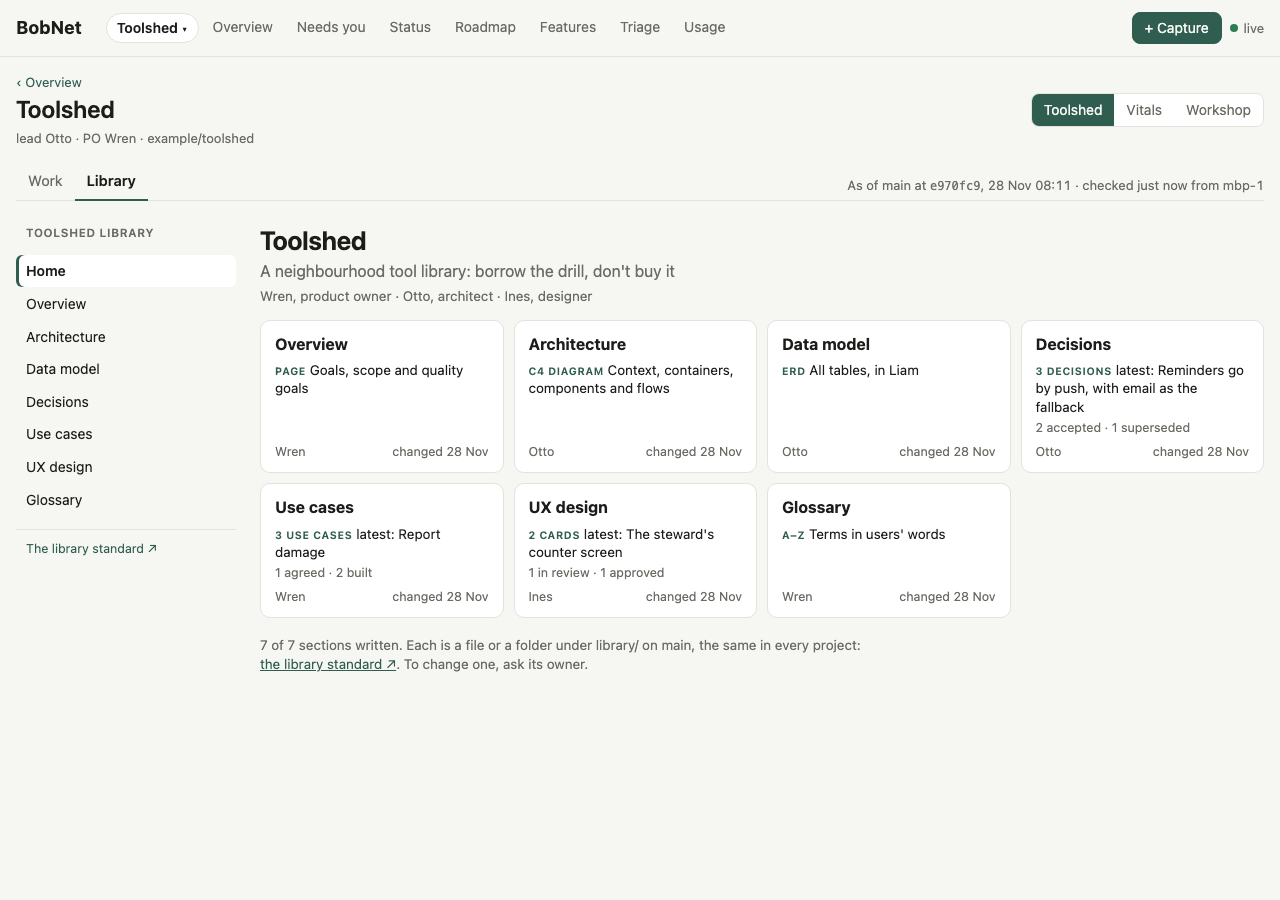 BobNet
Toolshed ▾
Overview
Needs you
Status
Roadmap
Features
Triage
Usage
+ Capture
live
‹ Overview
Toolshed
lead Otto · PO Wren · example/toolshed
Toolshed
Vitals
Workshop
Work
Library
As of main at e970fc9, 28 Nov 08:11 · checked just now from mbp-1
TOOLSHED LIBRARY
Home
Overview
Architecture
Data model
Decisions
Use cases
UX design
Glossary
The library standard ↗
Toolshed
A neighbourhood tool library: borrow the drill, don't buy it
Wren, product owner · Otto, architect · Ines, designer
Overview
PAGE Goals, scope and quality
goals
Wren
changed 28 Nov
Architecture
C4 DIAGRAM Context, containers,
components and flows
Otto
changed 28 Nov
Data model
ERD All tables, in Liam
Otto
changed 28 Nov
Decisions
3 DECISIONS latest: Reminders go
by push, with email as the
fallback
2 accepted · 1 superseded
Otto
changed 28 Nov
Use cases
3 USE CASES latest: Report
damage
1 agreed · 2 built
Wren
changed 28 Nov
UX design
2 CARDS latest: The steward's
counter screen
1 in review · 1 approved
Ines
changed 28 Nov
Glossary
A–Z Terms in users' words
Wren
changed 28 Nov
7 of 7 sections written. Each is a file or a folder under library/ on main, the same in every project:
the library standard ↗. To change one, ask its owner.